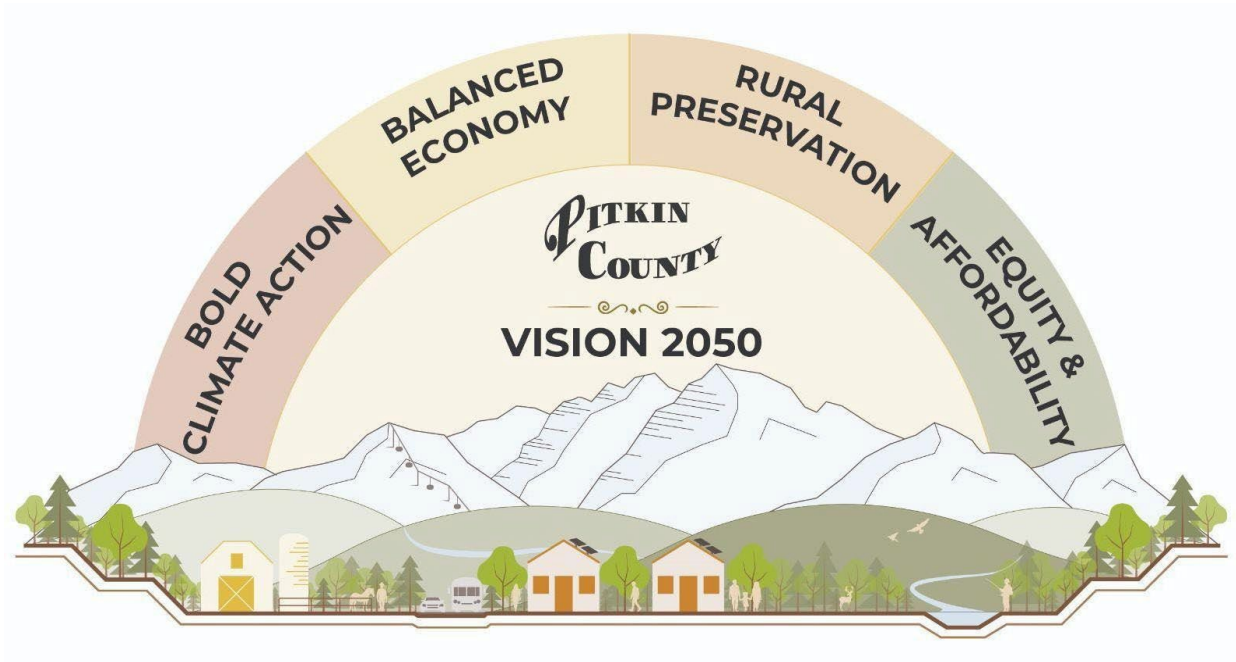 BOLD
CLIMATE ACTION
BALANCED
ECONOMY
RURAL
PRESERVATION
EQUITY &
AFFORDABILITY
PITKIN
COUNTY
VISION 2050